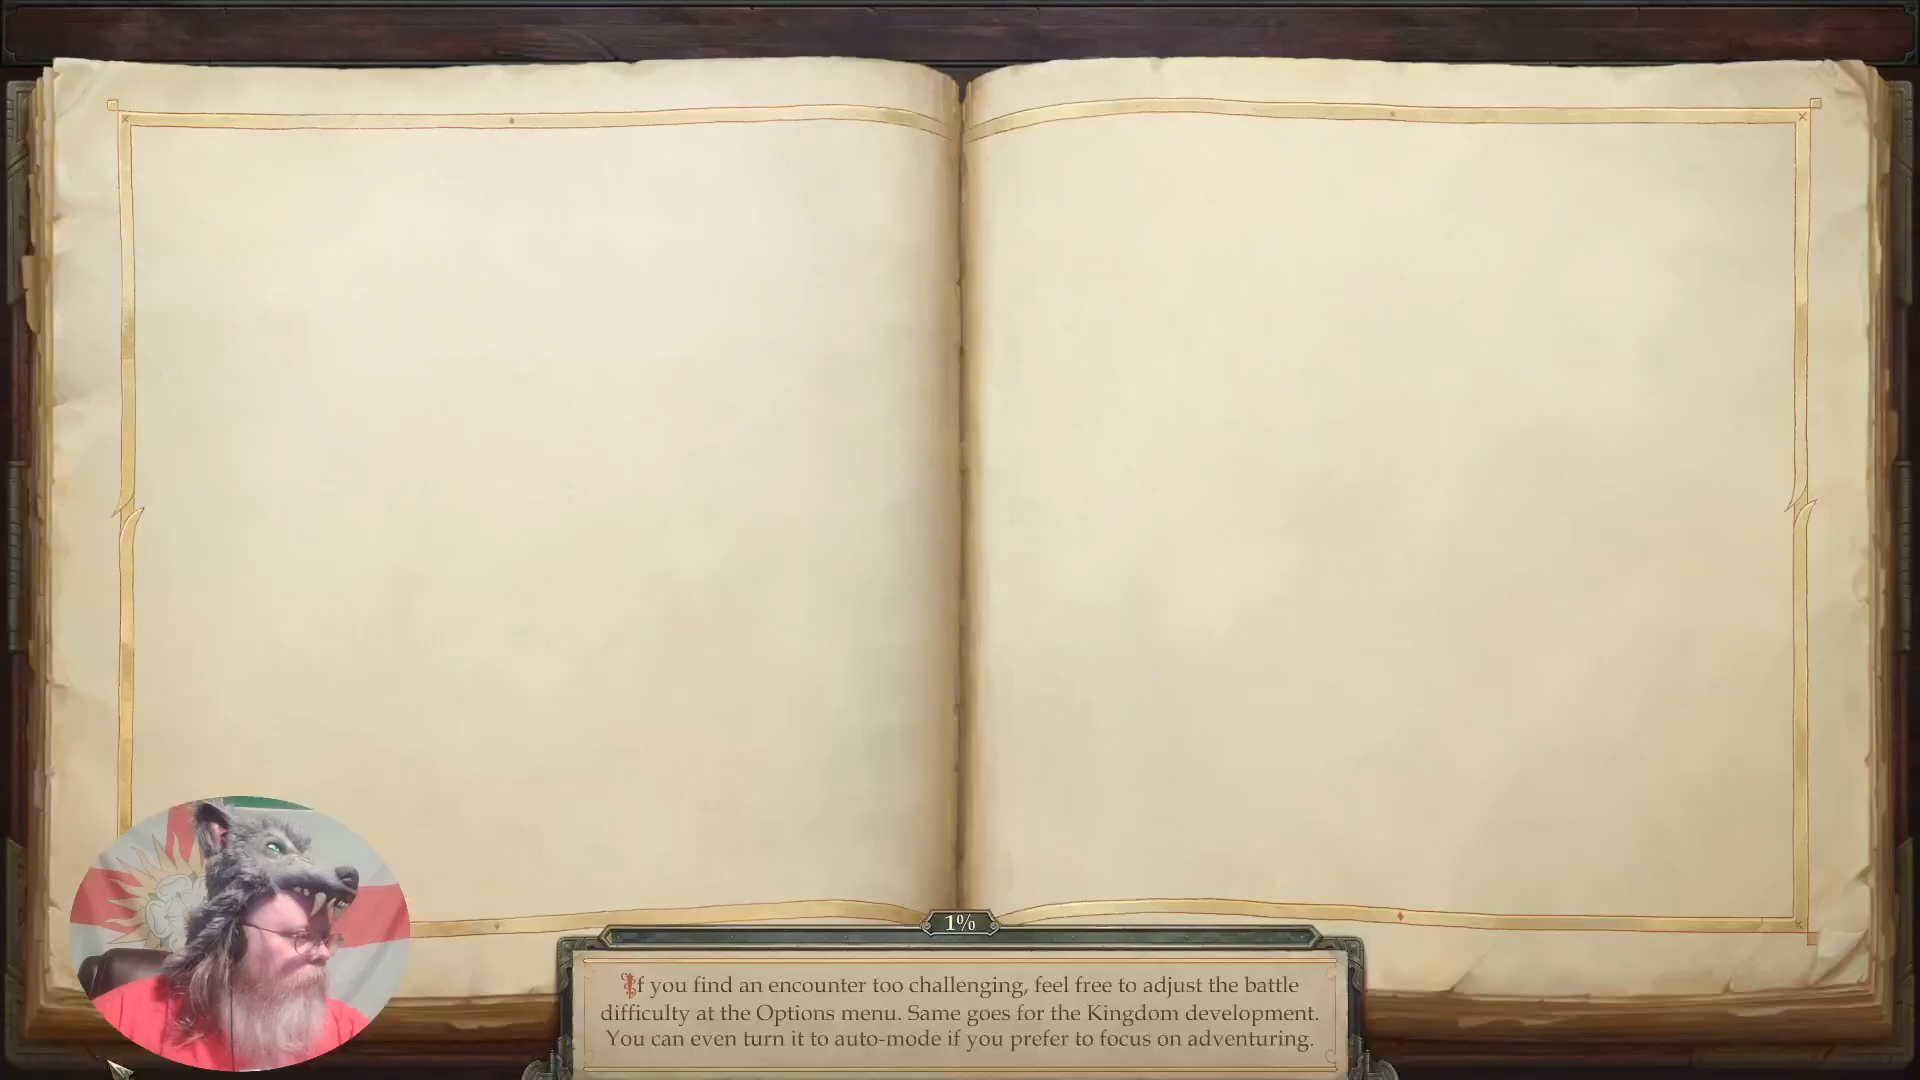 1%
If you find an encounter too challenging, feel free to adjust the battle
difficulty at the Options menu. Same goes for the Kingdom development.
You can even turn it to auto-mode if you prefer to focus on adventuring.